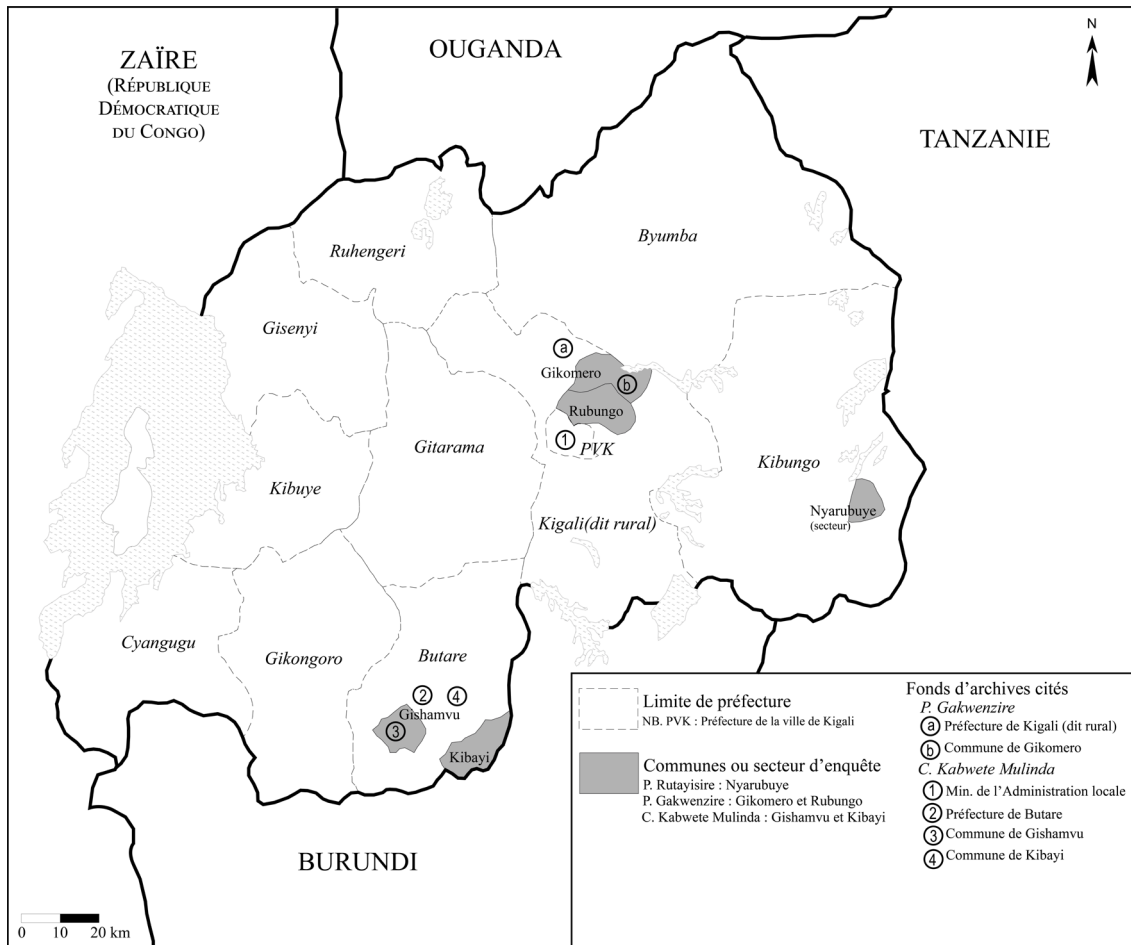 ZAÏRE
(RÉPUBLIQUE
DÉMOCRATIQUE
DU CONGO)
OUGANDA
N
TANZANIE
Byumba
Ruhengeri
Gisenyi
a
Gikomero
b
Rubungo
1
PVK
Gitarama
Kibungo
Kibuye
Nyarubuye
(secteur)
Kigali(dit rural)
Cyangugu
Gikongoro
Butare
2
4
Gishamvu
3
Kibayi
BURUNDI
0 10 20 km
Limite de préfecture
NB. PVK : Préfecture de la ville de Kigali
Communes ou secteur d'enquête
P. Rutayisire : Nyarubuye
P. Gakwenzire : Gikomero et Rubungo
C. Kabwete Mulinda : Gishamvu et Kibayi
Fonds d'archives cités
P. Gakwenzire
a Préfecture de Kigali (dit rural)
b Commune de Gikomero
C. Kabwete Mulinda
1 Min. de l'Administration locale
2 Préfecture de Butare
3 Commune de Gishamvu
4 Commune de Kibayi